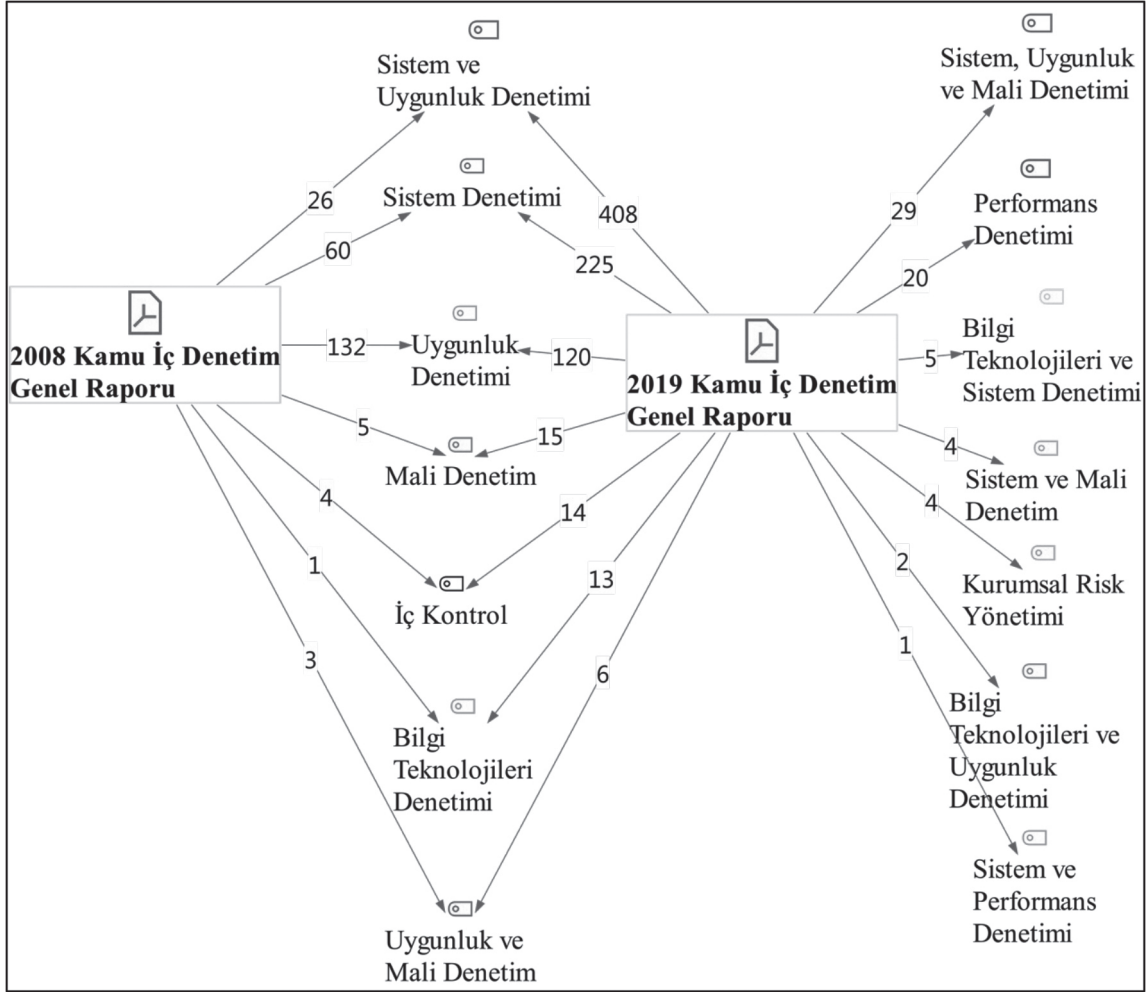 Sistem ve
Uygunluk Denetimi
Sistem, Uygunluk
ve Mali Denetimi
26
Sistem Denetimi
60
408
225
29
Performans
Denetimi
20
2008 Kamu İç Denetim
Genel Raporu
132
Uygunluk
Denetimi
120
2019 Kamu İç Denetim
Genel Raporu
5
Bilgi
Teknolojileri ve
Sistem Denetimi
5
Mali Denetim
15
4
Sistem ve Mali
Denetim
4
İç Kontrol
14
4
Kurumsal Risk
Yönetimi
1
Bilgi
Teknolojileri
Denetimi
13
2
Bilgi
Teknolojileri ve
Uygunluk
Denetimi
3
Uygunluk ve
Mali Denetim
6
1
Sistem ve
Performans
Denetimi